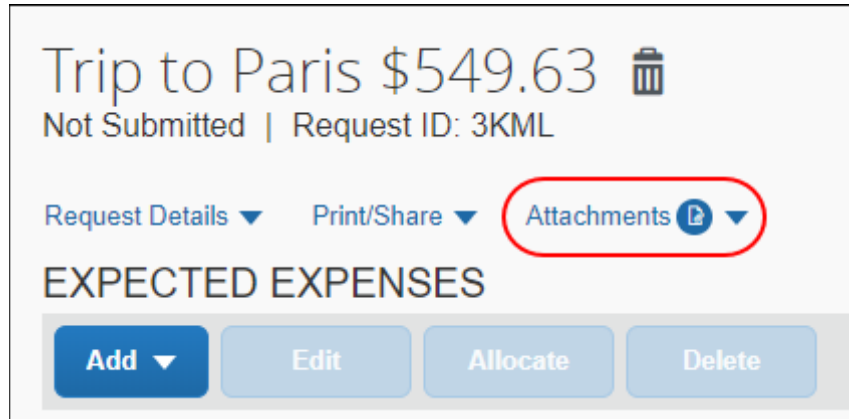 Trip to Paris $549.63
Not Submitted | Request ID: 3KML
Request Details Print/Share Attachments
EXPECTED EXPENSES
Add Edit Allocate Delete